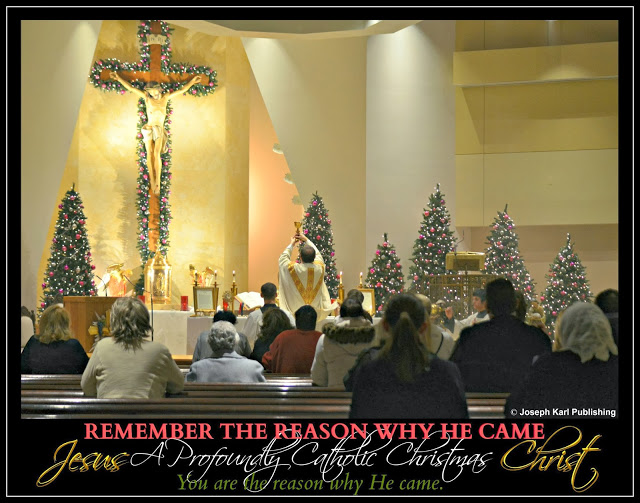 © Joseph Karl Publishing
REMEMBER THE REASON WHY HE CAME
Jesus A Profoundly Catholic Christmas Christ
You are the reason why He came.